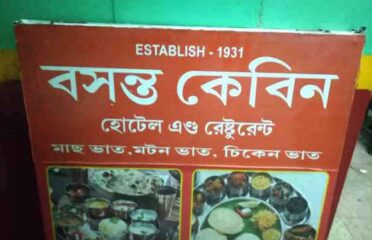 ESTABLISH - 1931
বসন্ত কেবিন
হোটেল এণ্ড রেষ্টুরেন্ট
মাছ ভাত, মটন ভাত, চিকেন ভাত